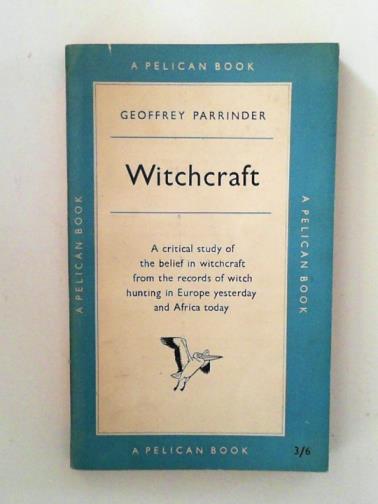 A PELICAN BOOK
GEOFFREY PARRINDER
Witchcraft
A critical study of
the belief in witchcraft
from the records of witch
hunting in Europe yesterday
and Africa today
A PELICAN BOOK
A PELICAN BOOK
A PELICAN BOOK
3/6